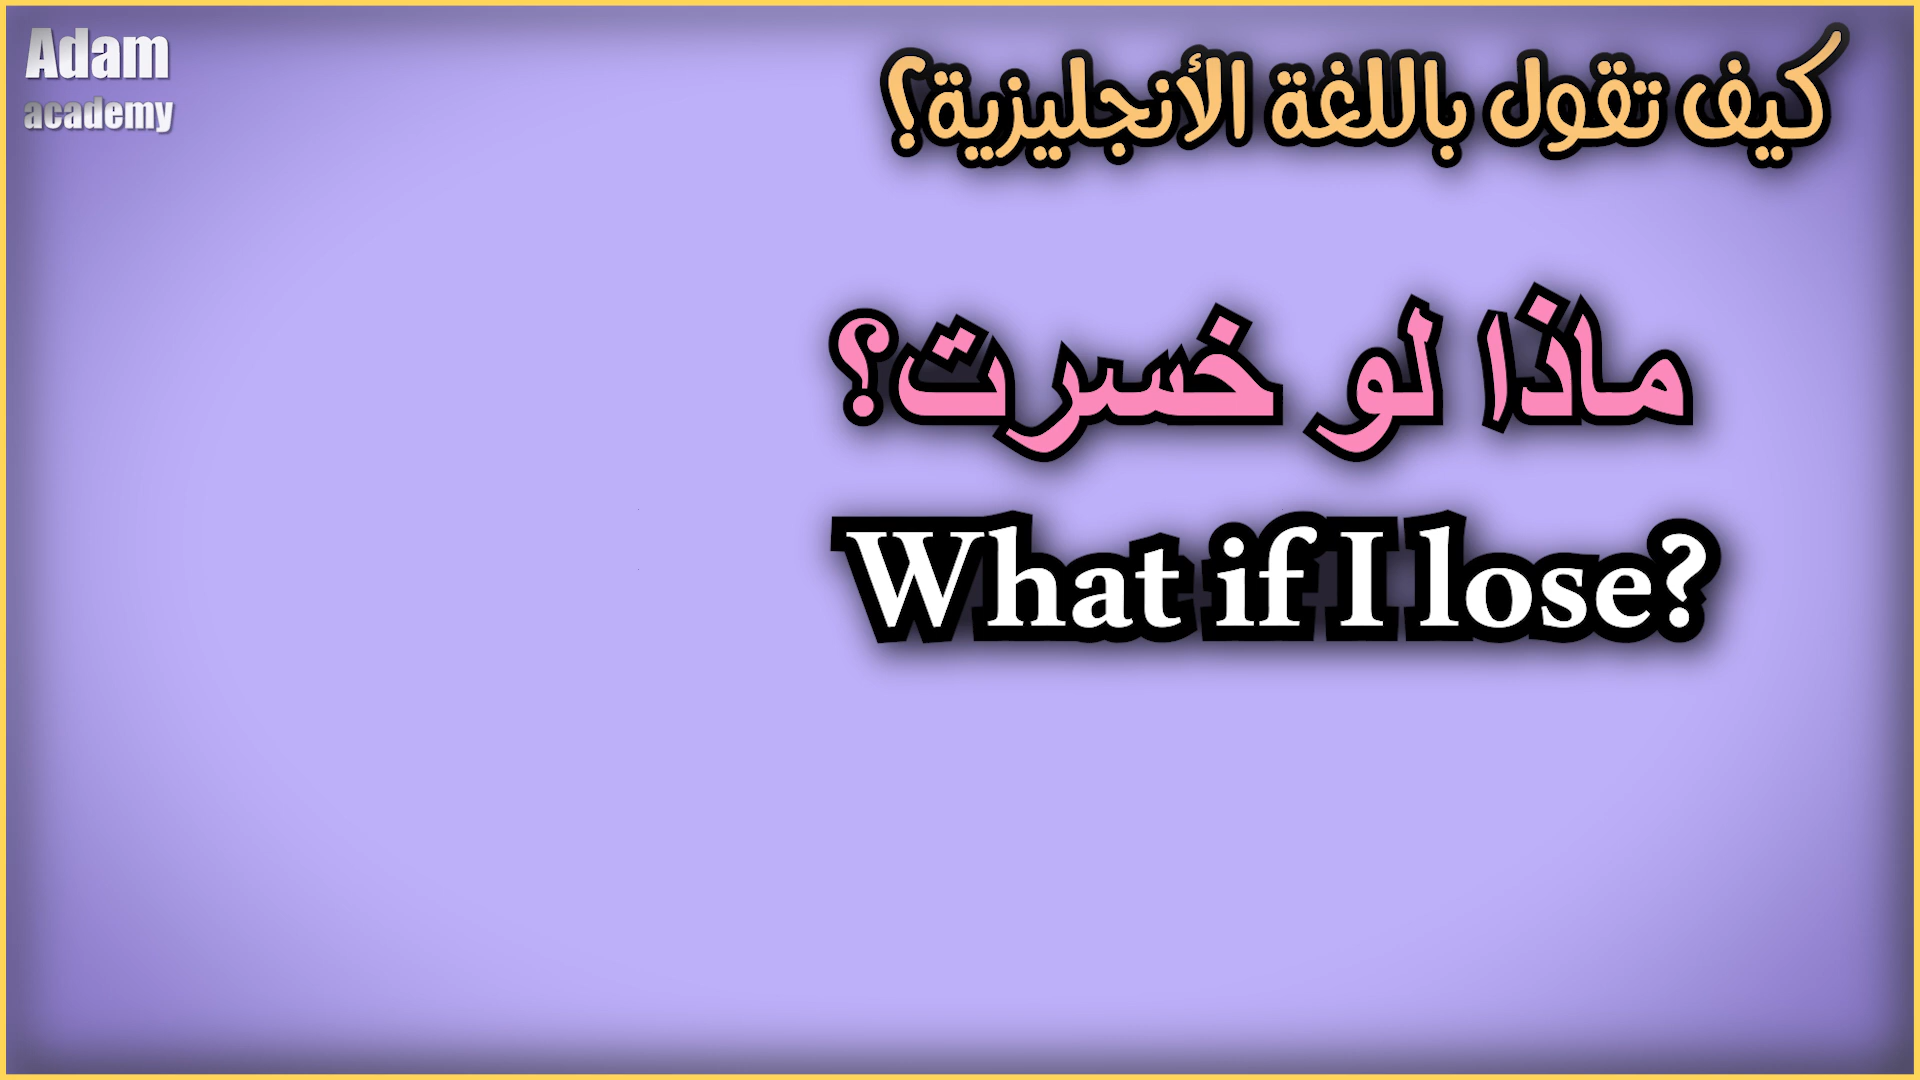 Adam
academy
كيف تقول باللغة الأنجليزية؟
ماذا لو خسرت؟
What if I lose?